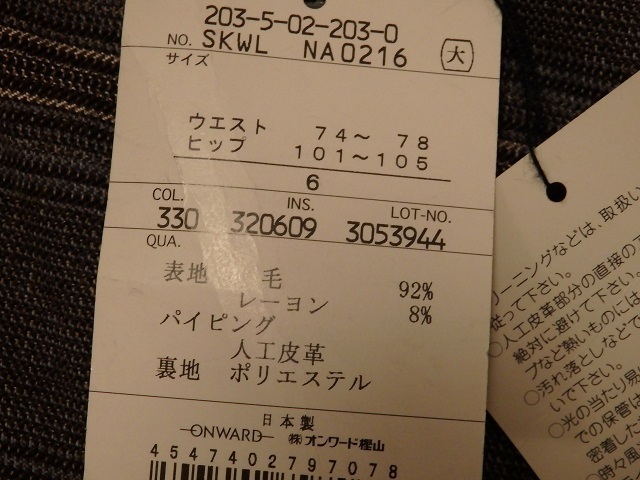 203-5-02-203-0
NO. SKWL NA0216 大
サイズ
ウエスト 74～ 78
ヒップ 101～105
6
COL. INS. LOT-NO.
330 320609 3053944
QUA.
表地 毛 92%
レーヨン 8%
パイピング
人工皮革
裏地 ポリエステル
日本製
ONWARD ㈱オンワード樫山
4547402797078
リーニングなどは、取扱い
従って下さい。
○人工皮革部分の直接のア
絶対に避けて下さい。
プなど熱いものには
○汚れ落としなどで
いで下さい。
○光の当たり易
での保管は
密着した
○時々風